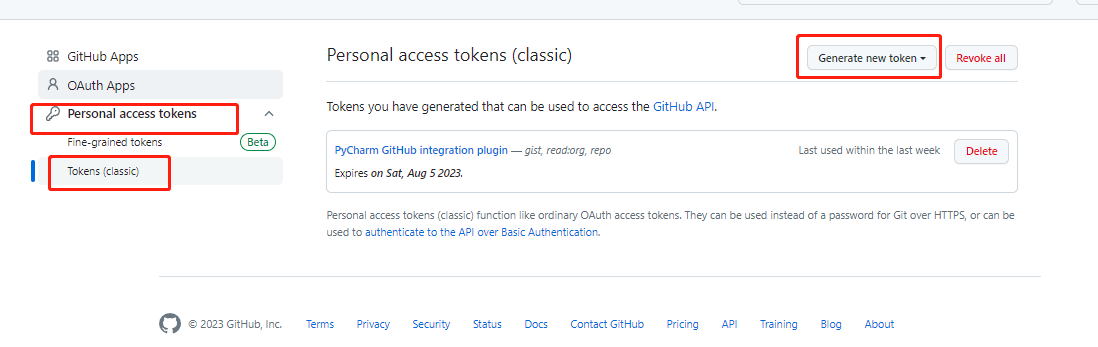 GitHub Apps
OAuth Apps
Personal access tokens
Fine-grained tokens Beta
Tokens (classic)
Personal access tokens (classic)
Generate new token
Revoke all
Tokens you have generated that can be used to access the GitHub API.
PyCharm GitHub integration plugin — gist, read:org, repo
Last used within the last week
Delete
Expires on Sat, Aug 5 2023.
Personal access tokens (classic) function like ordinary OAuth access tokens. They can be used instead of a password for Git over HTTPS, or can be
used to authenticate to the API over Basic Authentication.
© 2023 GitHub, Inc. Terms Privacy Security Status Docs Contact GitHub Pricing API Training Blog About